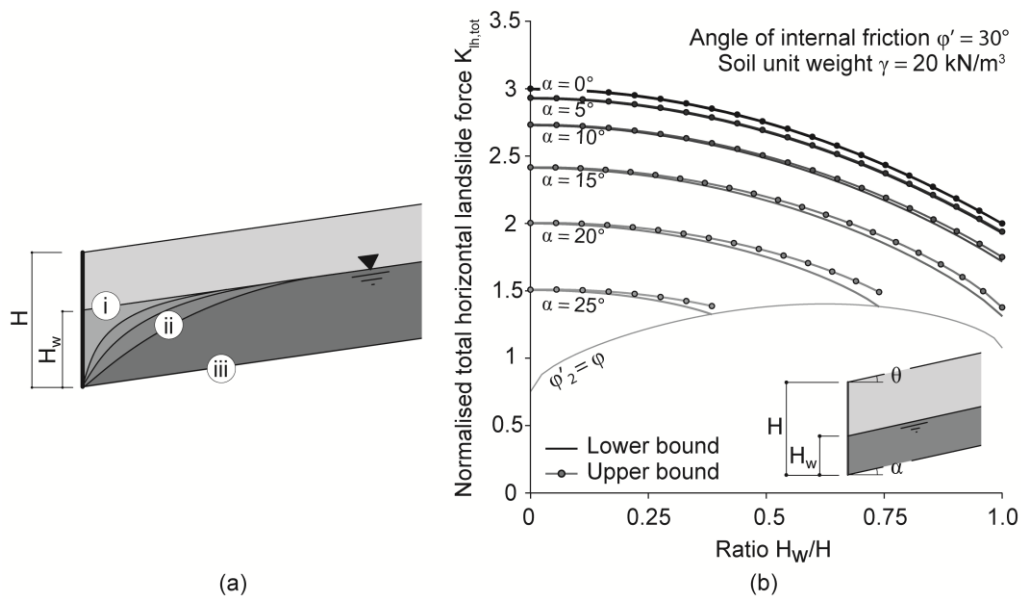 H
H_w
i
ii
iii
(a)
Normalised total horizontal landslide force K_lh,tot
3.5
3
2.5
2
1.5
1
0.5
0
Angle of internal friction φ' = 30°
Soil unit weight γ = 20 kN/m³
α = 0°
α = 5°
α = 10°
α = 15°
α = 20°
α = 25°
φ'₂ = φ
Lower bound
Upper bound
θ
H
H_w
α
0
0.25
0.5
0.75
1.0
Ratio H_w/H
(b)